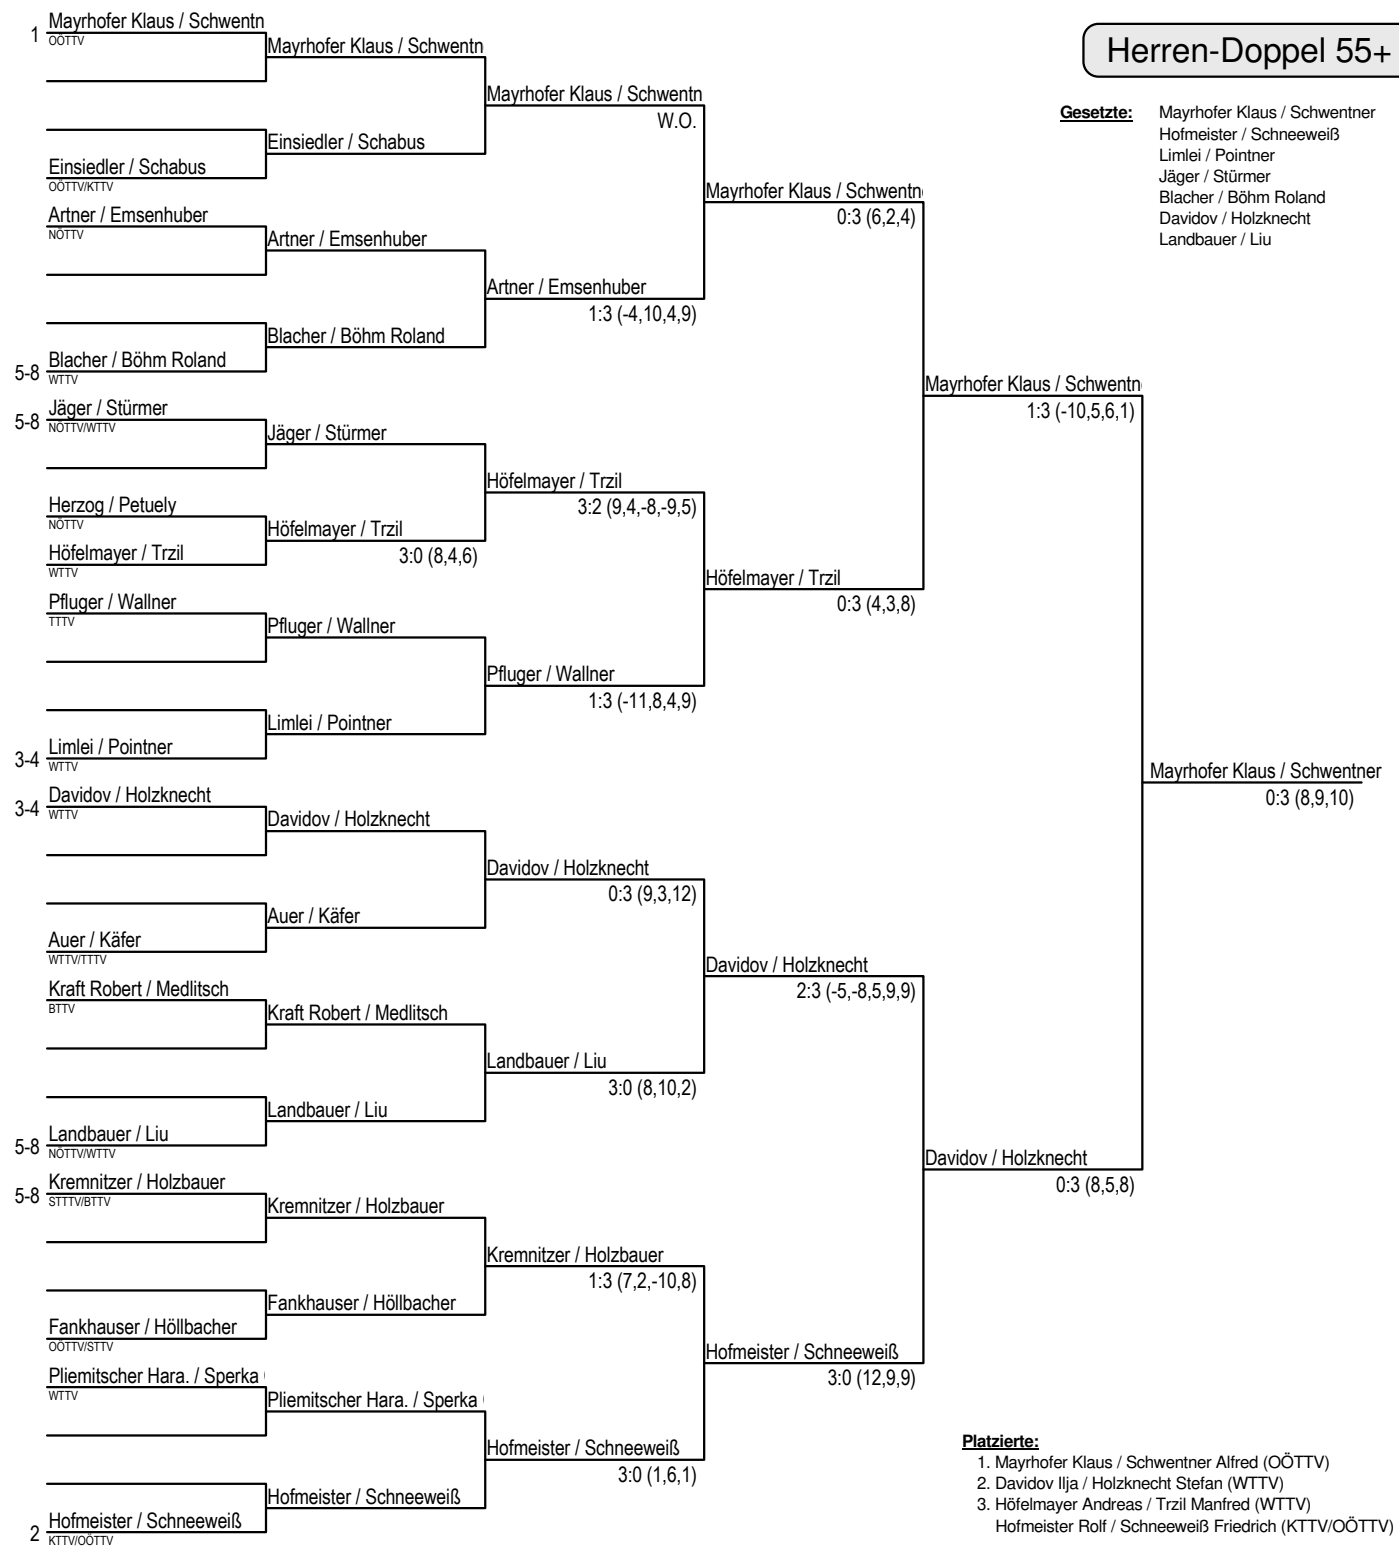 Herren-Doppel 55+
Gesetzte:
Mayrhofer Klaus / Schwentner
Hofmeister / Schneeweiß
Limlei / Pointner
Jäger / Stürmer
Blacher / Böhm Roland
Davidov / Holzknecht
Landbauer / Liu
1 Mayrhofer Klaus / Schwentn
OÖTTV
Einsiedler / Schabus
OÖTTV/KTTV
Artner / Emsenhuber
NÖTTV
5-8 Blacher / Böhm Roland
WTTV
5-8 Jäger / Stürmer
NÖTTV/WTTV
Herzog / Petuely
NÖTTV
Höfelmayer / Trzil
WTTV
Pfluger / Wallner
TTTV
3-4 Limlei / Pointner
WTTV
3-4 Davidov / Holzknecht
WTTV
Auer / Käfer
WTTV/TTTV
Kraft Robert / Medlitsch
BTTV
5-8 Landbauer / Liu
NÖTTV/WTTV
5-8 Kremnitzer / Holzbauer
STTTV/BTTV
Fankhauser / Höllbacher
OÖTTV/STTV
Pliemitscher Hara. / Sperka
WTTV
2 Hofmeister / Schneeweiß
KTTV/OÖTTV
Mayrhofer Klaus / Schwentn
Einsiedler / Schabus
Artner / Emsenhuber
Blacher / Böhm Roland
Jäger / Stürmer
Höfelmayer / Trzil
3:0 (8,4,6)
Pfluger / Wallner
Limlei / Pointner
Davidov / Holzknecht
Auer / Käfer
Kraft Robert / Medlitsch
Landbauer / Liu
Kremnitzer / Holzbauer
Fankhauser / Höllbacher
Pliemitscher Hara. / Sperka
Hofmeister / Schneeweiß
Mayrhofer Klaus / Schwentn
W.O.
Artner / Emsenhuber
1:3 (-4,10,4,9)
Höfelmayer / Trzil
3:2 (9,4,-8,-9,5)
Pfluger / Wallner
1:3 (-11,8,4,9)
Davidov / Holzknecht
0:3 (9,3,12)
Landbauer / Liu
3:0 (8,10,2)
Kremnitzer / Holzbauer
1:3 (7,2,-10,8)
Hofmeister / Schneeweiß
3:0 (1,6,1)
Mayrhofer Klaus / Schwentn
0:3 (6,2,4)
Höfelmayer / Trzil
0:3 (4,3,8)
Davidov / Holzknecht
2:3 (-5,-8,5,9,9)
Hofmeister / Schneeweiß
3:0 (12,9,9)
Mayrhofer Klaus / Schwentn
1:3 (-10,5,6,1)
Davidov / Holzknecht
0:3 (8,5,8)
Mayrhofer Klaus / Schwentner
0:3 (8,9,10)
Platzierte:
1. Mayrhofer Klaus / Schwentner Alfred (OÖTTV)
2. Davidov Ilja / Holzknecht Stefan (WTTV)
3. Höfelmayer Andreas / Trzil Manfred (WTTV)
Hofmeister Rolf / Schneeweiß Friedrich (KTTV/OÖTTV)